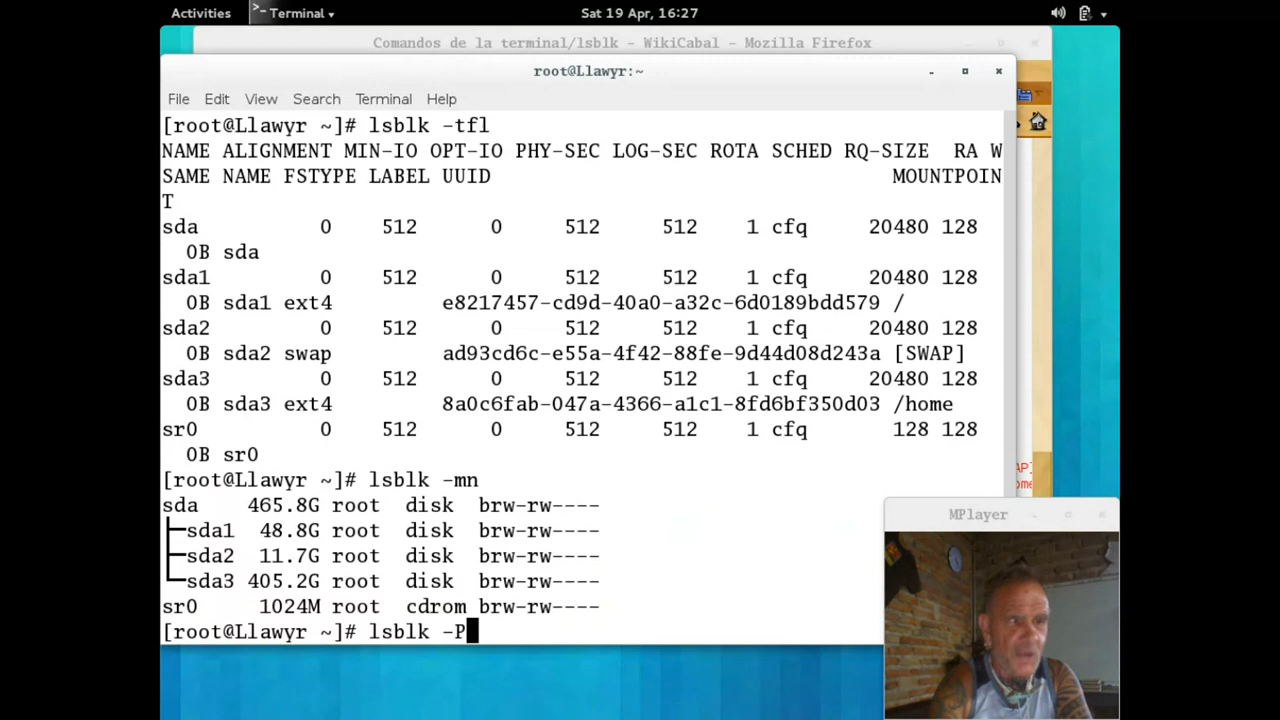 Activities
Terminal
Sat 19 Apr, 16:27
Comandos de la terminal/lsblk - WikiCabal - Mozilla Firefox
root@Llawyr:~
File Edit View Search Terminal Help
[root@Llawyr ~]# lsblk -tfl
NAME ALIGNMENT MIN-IO OPT-IO PHY-SEC LOG-SEC ROTA SCHED RQ-SIZE RA W
SAME NAME FSTYPE LABEL UUID MOUNTPOIN
T
sda 0 512 0 512 512 1 cfq 20480 128
0B sda
sda1 0 512 0 512 512 1 cfq 20480 128
0B sda1 ext4 e8217457-cd9d-40a0-a32c-6d0189bdd579 /
sda2 0 512 0 512 512 1 cfq 20480 128
0B sda2 swap ad93cd6c-e55a-4f42-88fe-9d44d08d243a [SWAP]
sda3 0 512 0 512 512 1 cfq 20480 128
0B sda3 ext4 8a0c6fab-047a-4366-a1c1-8fd6bf350d03 /home
sr0 0 512 0 512 512 1 cfq 128 128
0B sr0
[root@Llawyr ~]# lsblk -mn
sda 465.8G root disk brw-rw----
├─sda1 48.8G root disk brw-rw----
├─sda2 11.7G root disk brw-rw----
└─sda3 405.2G root disk brw-rw----
sr0 1024M root cdrom brw-rw----
[root@Llawyr ~]# lsblk -P
MPlayer